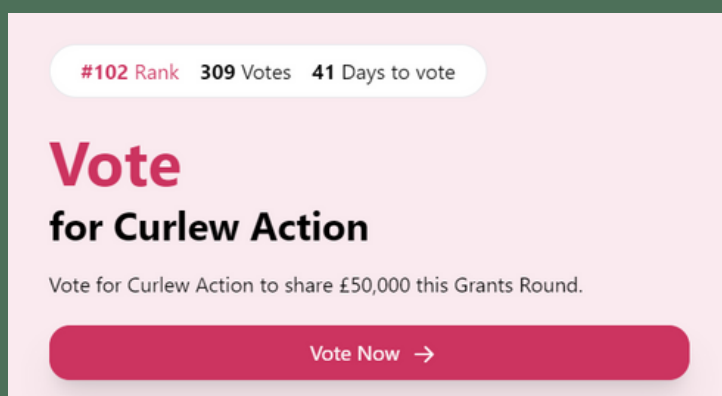 #102 Rank 309 Votes 41 Days to vote
Vote
for Curlew Action
Vote for Curlew Action to share £50,000 this Grants Round.
Vote Now →